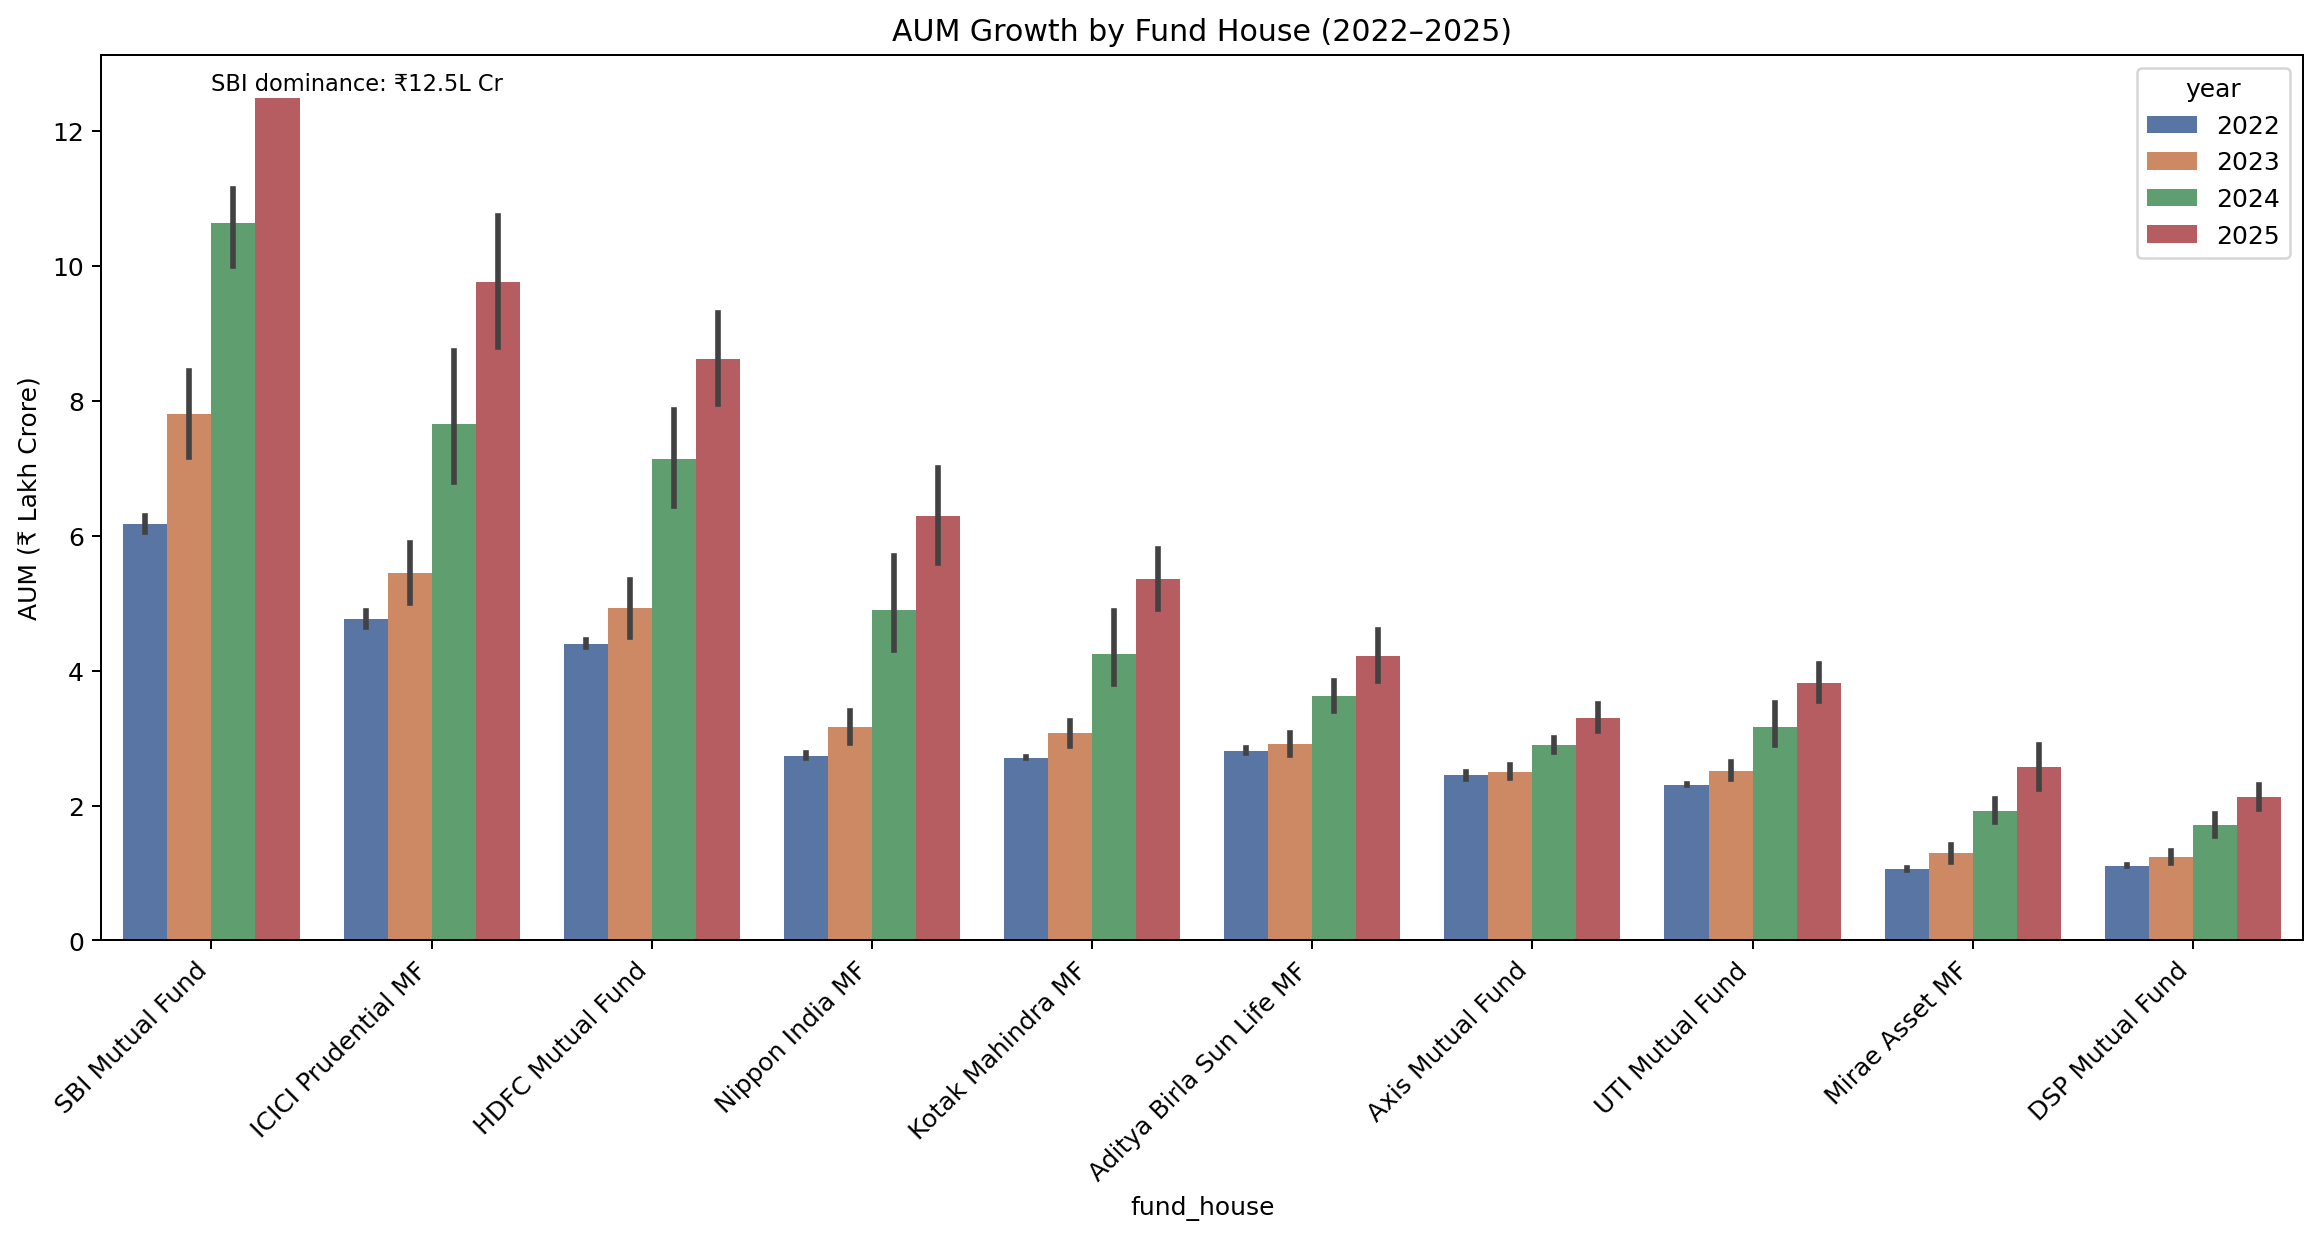 AUM Growth by Fund House (2022–2025)
SBI dominance: ₹12.5L Cr
year
2022
2023
2024
2025
AUM (₹ Lakh Crore)
12
10
8
6
4
2
0
SBI Mutual Fund
ICICI Prudential MF
HDFC Mutual Fund
Nippon India MF
Kotak Mahindra MF
Aditya Birla Sun Life MF
Axis Mutual Fund
UTI Mutual Fund
Mirae Asset MF
DSP Mutual Fund
fund_house